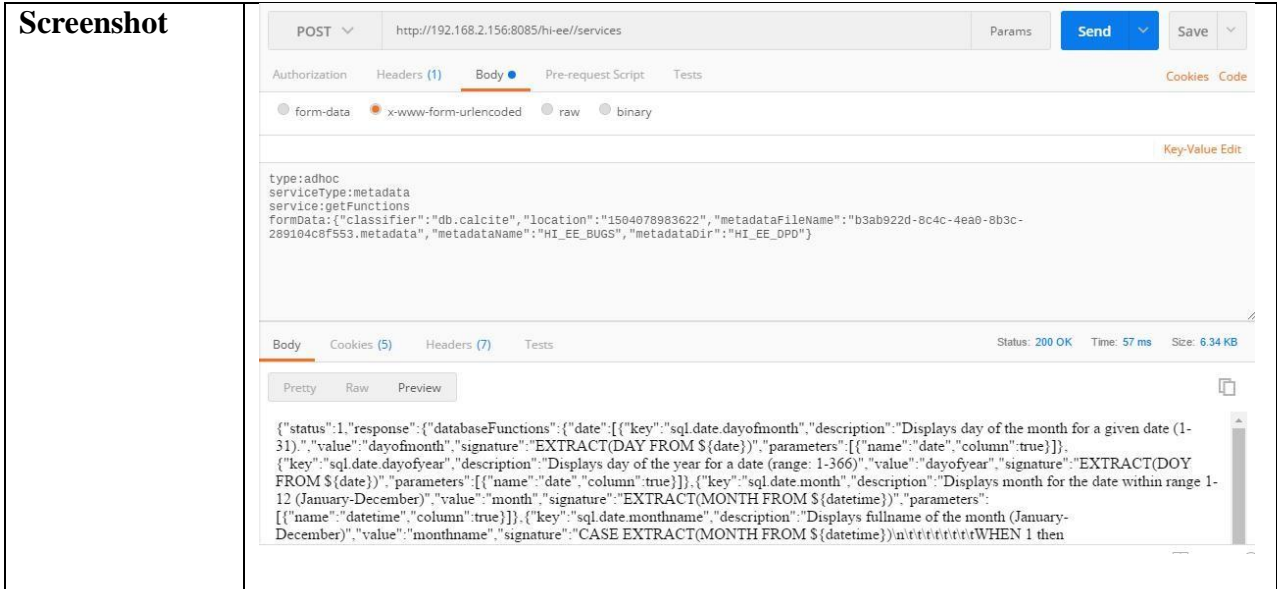 Screenshot
POST http://192.168.2.156:8085/hi-ee//services Params Send Save
Authorization Headers (1) Body Pre-request Script Tests Cookies Code
form-data x-www-form-urlencoded raw binary
Key-Value Edit
type:adhoc
serviceType:metadata
service:getFunctions
formData:{"classifier":"db.calcite","location":"1504078983622","metadataFileName":"b3ab922d-8c4c-4ea0-8b3c-
289104c8f553.metadata","metadataName":"HI_EE_BUGS","metadataDir":"HI_EE_DPD"}
Body Cookies (5) Headers (7) Tests Status: 200 OK Time: 57 ms Size: 6.34 KB
Pretty Raw Preview
{"status":1,"response":{"databaseFunctions":{"date":[{"key":"sql.date.dayofmonth","description":"Displays day of the month for a given date (1-
31).","value":"dayofmonth","signature":"EXTRACT(DAY FROM ${date})","parameters":[{"name":"date","column":true}]},
{"key":"sql.date.dayofyear","description":"Displays day of the year for a date (range: 1-366)","value":"dayofyear","signature":"EXTRACT(DOY
FROM ${date})","parameters":[{"name":"date","column":true}]},{"key":"sql.date.month","description":"Displays month for the date within range 1-
12 (January-December)","value":"month","signature":"EXTRACT(MONTH FROM ${datetime})","parameters":
[{"name":"datetime","column":true}]},{"key":"sql.date.monthname","description":"Displays fullname of the month (January-
December)","value":"monthname","signature":"CASE EXTRACT(MONTH FROM ${datetime})\n\t\t\t\t\t\t\t\tWHEN 1 then